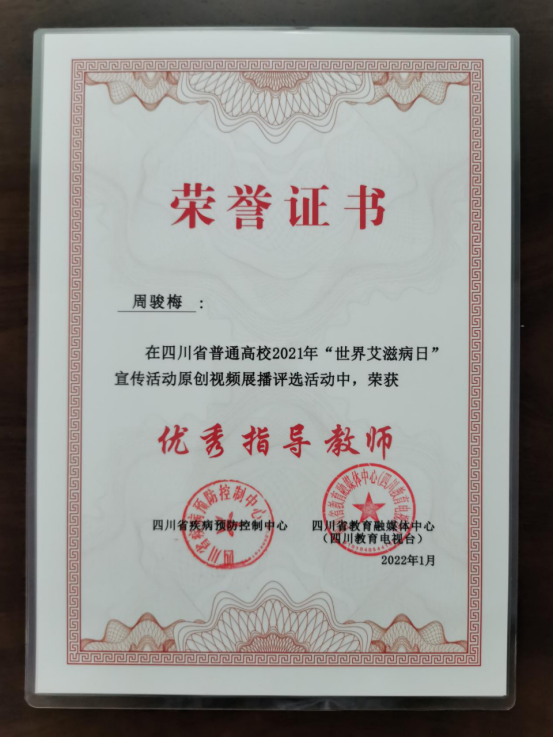 荣誉证书
周骏梅：
在四川省普通高校2021年“世界艾滋病日”
宣传活动原创视频展播评选活动中，荣获
优秀指导教师
四川省疾病预防控制中心
四川省教育融媒体中心
（四川教育电视台）
2022年1月